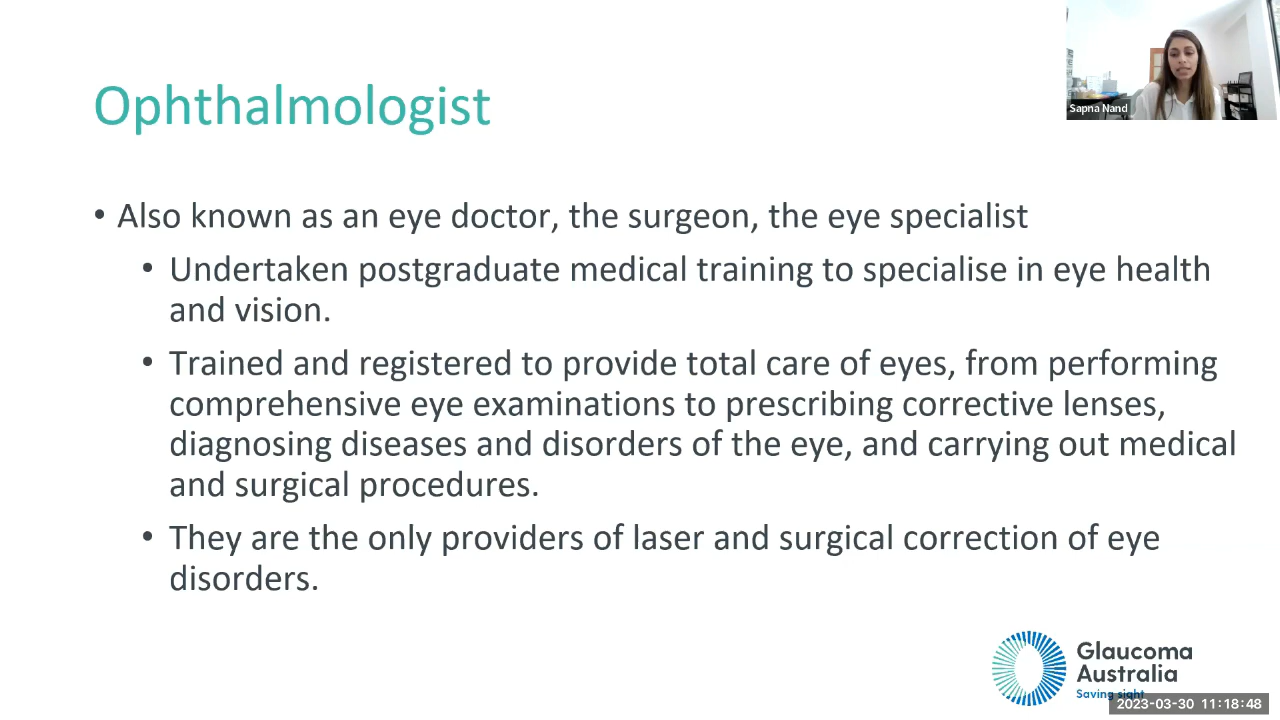 Sapna Nand
Ophthalmologist
• Also known as an eye doctor, the surgeon, the eye specialist
• Undertaken postgraduate medical training to specialise in eye health
and vision.
• Trained and registered to provide total care of eyes, from performing
comprehensive eye examinations to prescribing corrective lenses,
diagnosing diseases and disorders of the eye, and carrying out medical
and surgical procedures.
• They are the only providers of laser and surgical correction of eye
disorders.
Glaucoma
Australia
Saving sight
2023-03-30 11:18:48